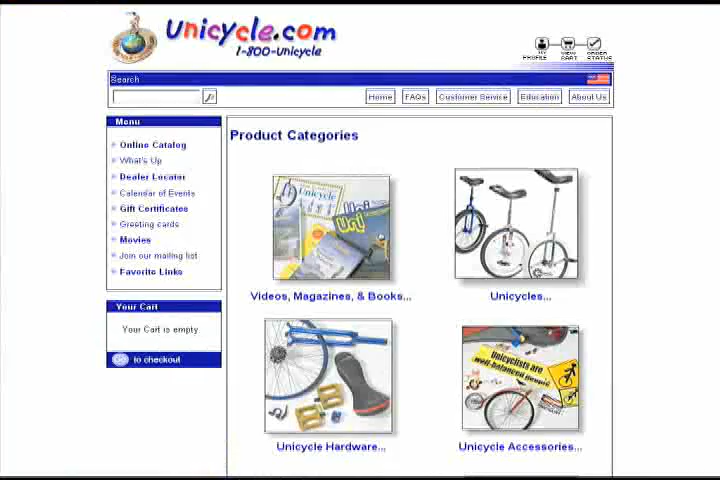 Unicycle.com
1-800-Unicycle
MY PROFILE
VIEW CART
ORDER STATUS
Search
Home
FAQs
Customer Service
Education
About Us
Menu
Online Catalog
What's Up
Dealer Locator
Calendar of Events
Gift Certificates
Greeting cards
Movies
Join our mailing list
Favorite Links
Your Cart
Your Cart is empty
Go to checkout
Product Categories
Unicycle
Uni
Uni
Videos, Magazines, & Books...
Unicycles...
Unicyclists are
well-balanced people
Unicycle Hardware...
Unicycle Accessories...